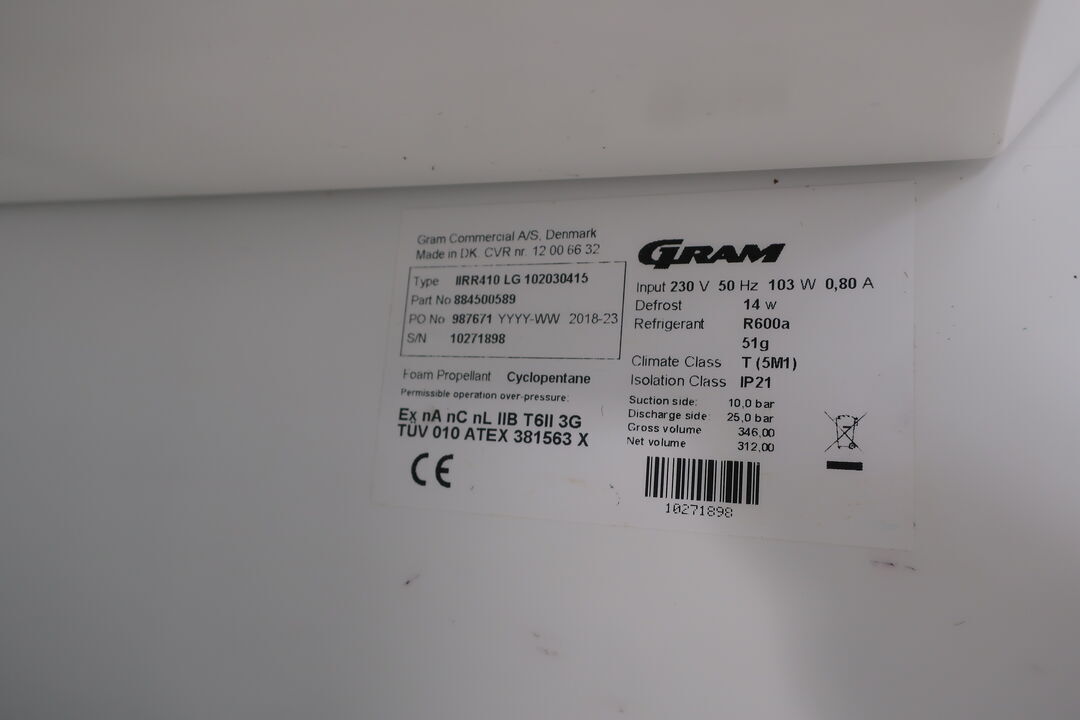 Gram Commercial A/S, Denmark
Made in DK. CVR nr. 12 00 66 32
Type IIRR410 LG 102030415
Part No 884500589
PO No 987671 YYYY-WW 2018-23
S/N 10271898
Foam Propellant Cyclopentane
Permissible operation over-pressure:
Ex nA nC nL IIB T6II 3G
TÜV 010 ATEX 381563 X
CE
GRAM
Input 230 V 50 Hz 103 W 0,80 A
Defrost 14 W
Refrigerant R600a
51g
Climate Class T (5M1)
Isolation Class IP21
Suction side: 10,0 bar
Discharge side: 25,0 bar
Gross volume 346,00
Net volume 312,00
10271898